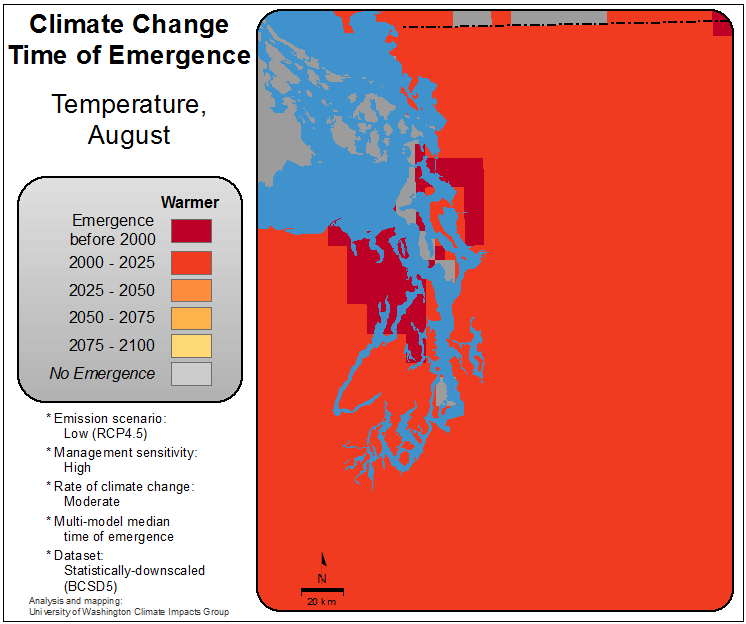 Climate Change
Time of Emergence
Temperature,
August
Warmer
Emergence
before 2000
2000 - 2025
2025 - 2050
2050 - 2075
2075 - 2100
No Emergence
* Emission scenario:
Low (RCP4.5)
* Management sensitivity:
High
* Rate of climate change:
Moderate
* Multi-model median
time of emergence
* Dataset:
Statistically-downscaled
(BCSD5)
Analysis and mapping:
University of Washington Climate Impacts Group
N
20 km